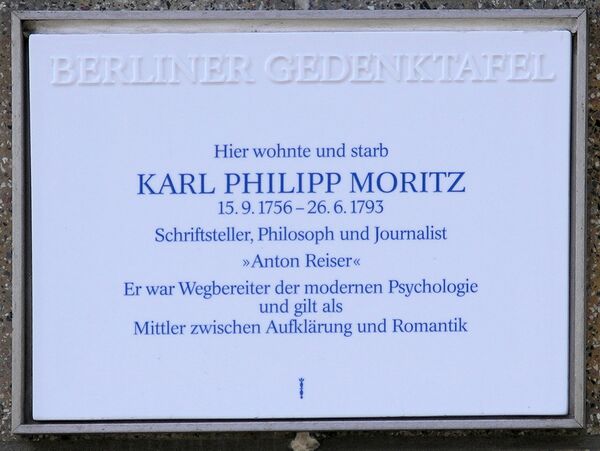 BERLINER GEDENKTAFEL
Hier wohnte und starb
KARL PHILIPP MORITZ
15. 9. 1756 – 26. 6. 1793
Schriftsteller, Philosoph und Journalist
»Anton Reiser«
Er war Wegbereiter der modernen Psychologie
und gilt als
Mittler zwischen Aufklärung und Romantik